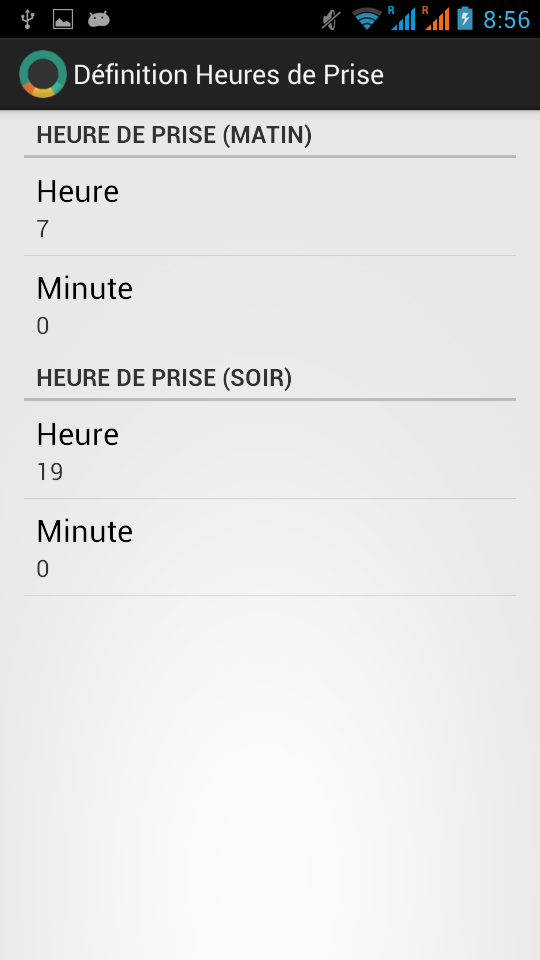 R R 8:56
Définition Heures de Prise
HEURE DE PRISE (MATIN)
Heure
7
Minute
0
HEURE DE PRISE (SOIR)
Heure
19
Minute
0